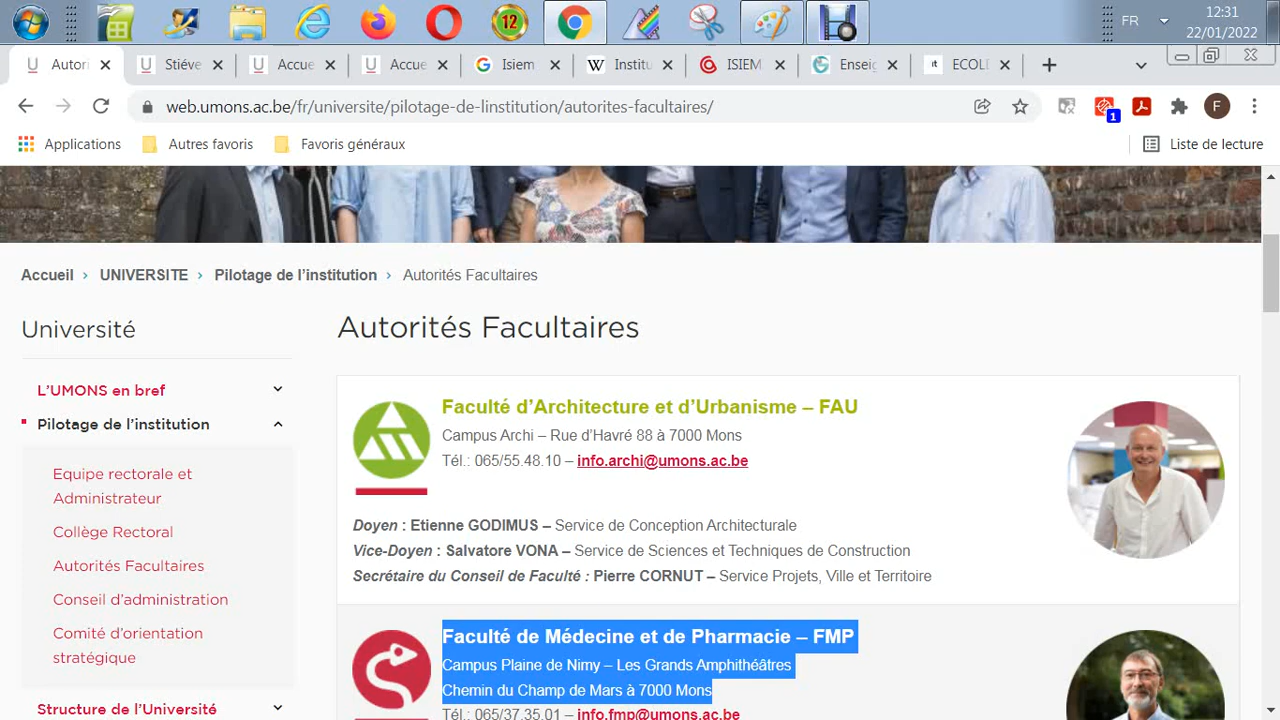 12
FR
12:31
22/01/2022
Autori
Stiéve
Accue
Accue
Isiem
Institu
ISIEM
Enseig
it ECOLI
web.umons.ac.be/fr/universite/pilotage-de-linstitution/autorites-facultaires/
1
F
Applications
Autres favoris
Favoris généraux
Liste de lecture
Accueil › UNIVERSITE › Pilotage de l'institution › Autorités Facultaires
Université
Autorités Facultaires
L'UMONS en bref
Pilotage de l'institution
Equipe rectorale et
Administrateur
Collège Rectoral
Autorités Facultaires
Conseil d'administration
Comité d'orientation
stratégique
Structure de l'Université
Faculté d'Architecture et d'Urbanisme – FAU
Campus Archi – Rue d'Havré 88 à 7000 Mons
Tél.: 065/55.48.10 – info.archi@umons.ac.be
Doyen : Etienne GODIMUS – Service de Conception Architecturale
Vice-Doyen : Salvatore VONA – Service de Sciences et Techniques de Construction
Secrétaire du Conseil de Faculté : Pierre CORNUT – Service Projets, Ville et Territoire
Faculté de Médecine et de Pharmacie – FMP
Campus Plaine de Nimy – Les Grands Amphithéâtres
Chemin du Champ de Mars à 7000 Mons
Tél.: 065/37.35.01 – info.fmp@umons.ac.be